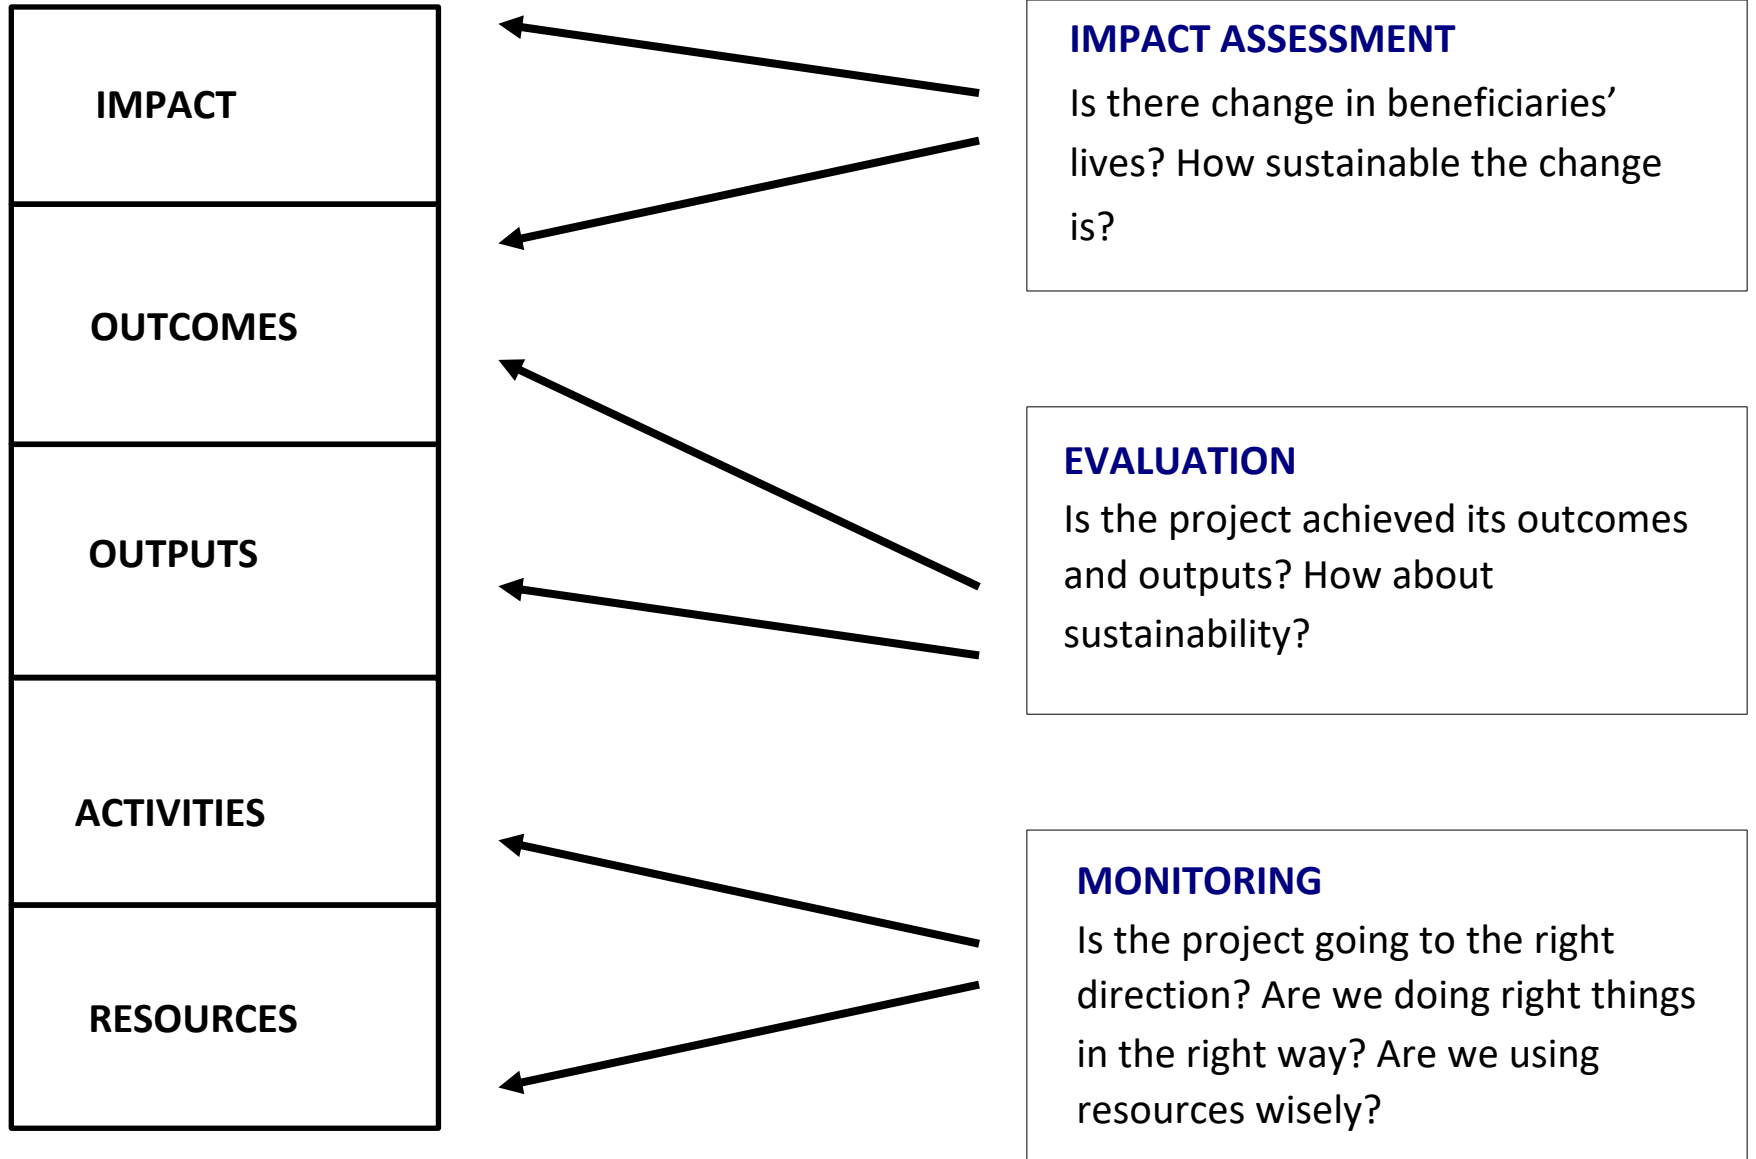 IMPACT
OUTCOMES
OUTPUTS
ACTIVITIES
RESOURCES
IMPACT ASSESSMENT
Is there change in beneficiaries’
lives? How sustainable the change
is?
EVALUATION
Is the project achieved its outcomes
and outputs? How about
sustainability?
MONITORING
Is the project going to the right
direction? Are we doing right things
in the right way? Are we using
resources wisely?